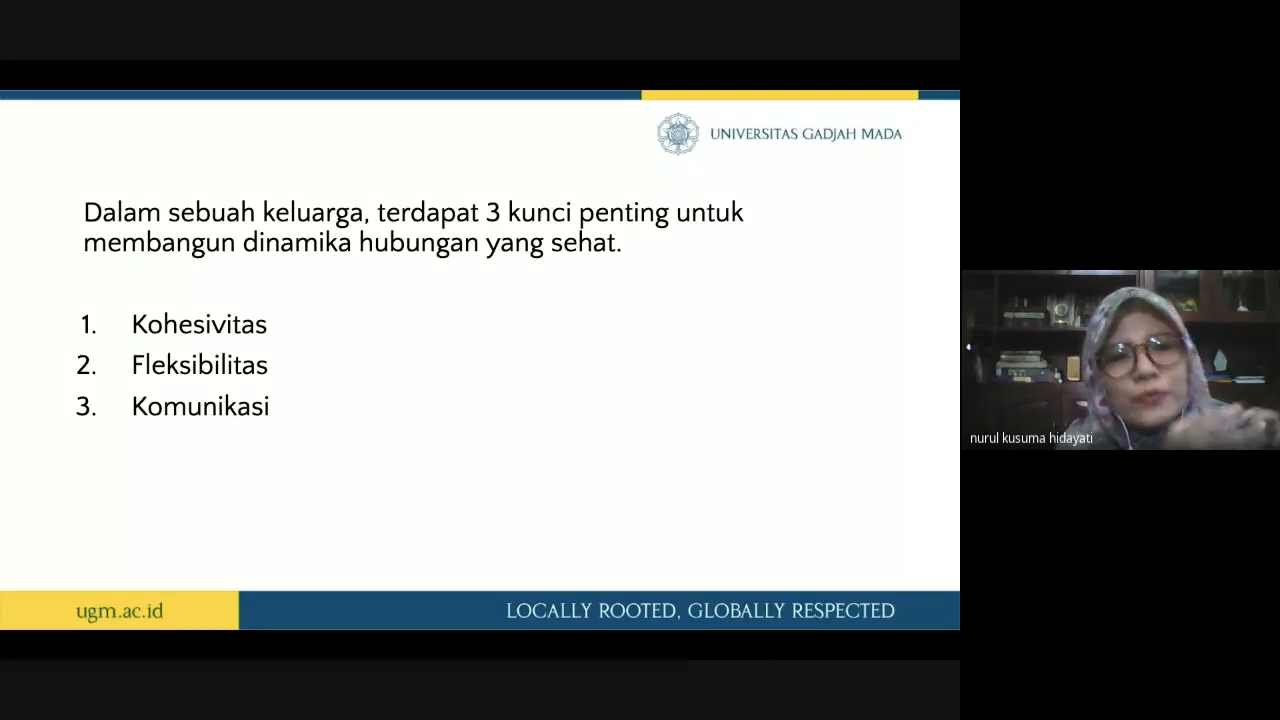 UNIVERSITAS GADJAH MADA
Dalam sebuah keluarga, terdapat 3 kunci penting untuk
membangun dinamika hubungan yang sehat.
1. Kohesivitas
2. Fleksibilitas
3. Komunikasi
nurul kusuma hidayati
ugm.ac.id
LOCALLY ROOTED, GLOBALLY RESPECTED